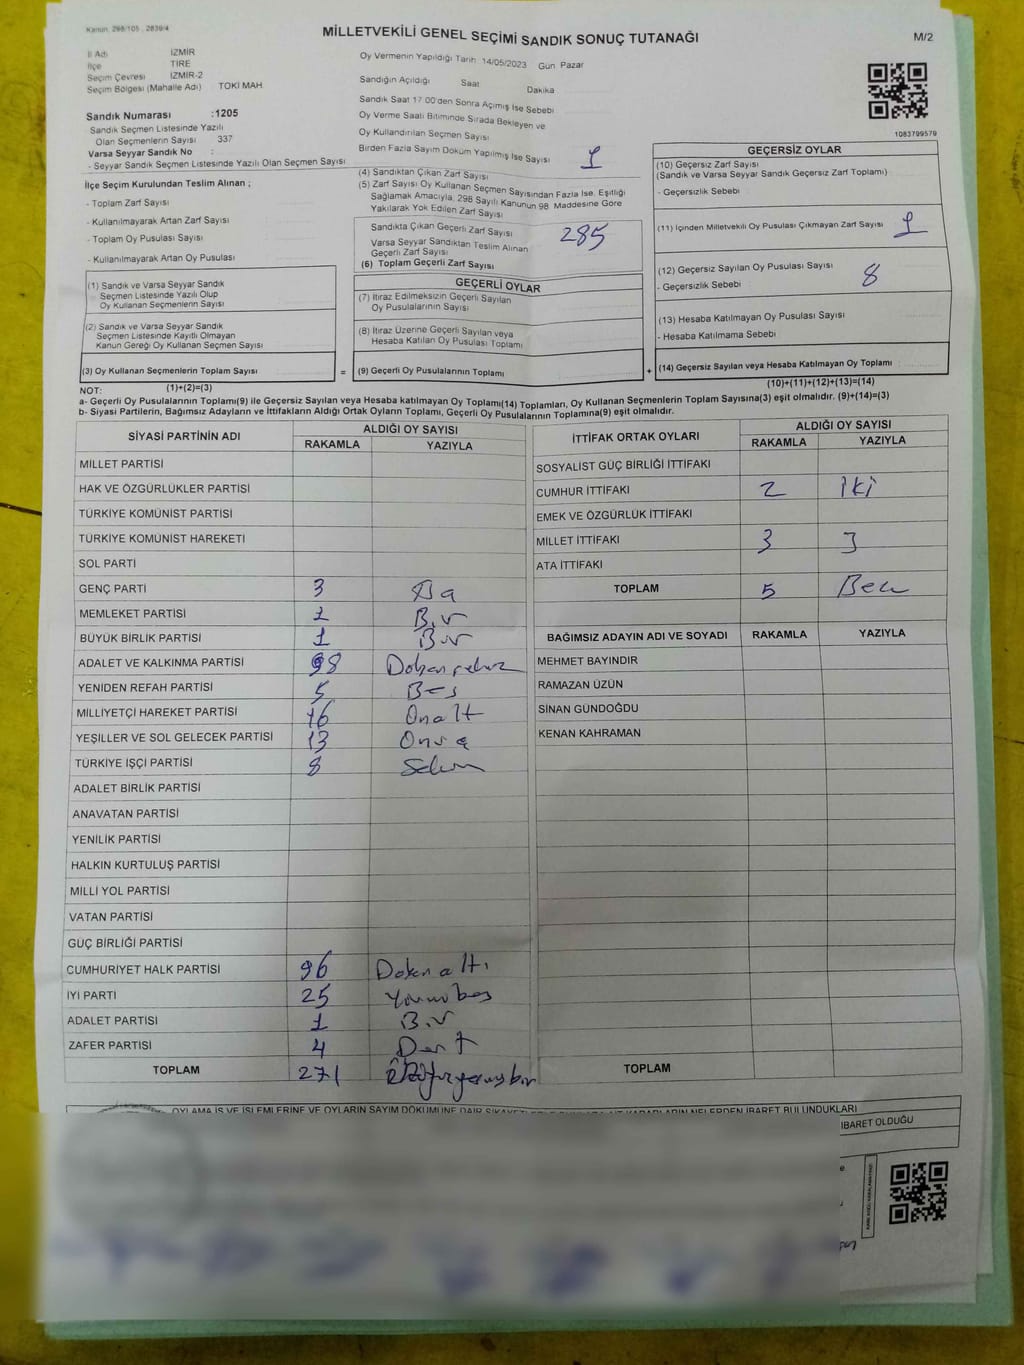 Kanun. 298/105 , 2839/4
MİLLETVEKİLİ GENEL SEÇİMİ SANDIK SONUÇ TUTANAĞI
M/2
İl Adı İZMİR
İlçe TİRE
Seçim Çevresi İZMİR-2
Seçim Bölgesi (Mahalle Adı) TOKİ MAH
Sandık Numarası :1205
Sandık Seçmen Listesinde Yazılı
Olan Seçmenlerin Sayısı 337
Varsa Seyyar Sandık No :
- Seyyar Sandık Seçmen Listesinde Yazılı Olan Seçmen Sayısı
İlçe Seçim Kurulundan Teslim Alınan ;
- Toplam Zarf Sayısı
- Kullanılmayarak Artan Zarf Sayısı
- Toplam Oy Pusulası Sayısı
- Kullanılmayarak Artan Oy Pusulası
(1) Sandık ve Varsa Seyyar Sandık
Seçmen Listesinde Yazılı Olup
Oy Kullanan Seçmenlerin Sayısı
(2) Sandık ve Varsa Seyyar Sandık
Seçmen Listesinde Kayıtlı Olmayan
Kanun Gereği Oy Kullanan Seçmen Sayısı
(3) Oy Kullanan Seçmenlerin Toplam Sayısı
Oy Vermenin Yapıldığı Tarih 14/05/2023 Gün Pazar
Sandığın Açıldığı Saat Dakika
Sandık Saat 17:00'den Sonra Açılmış İse Sebebi
Oy Verme Saati Bitiminde Sırada Bekleyen ve
Oy Kullandırılan Seçmen Sayısı
Birden Fazla Sayım Döküm Yapılmış İse Sayısı 1
(4) Sandıktan Çıkan Zarf Sayısı
(5) Zarf Sayısı Oy Kullanan Seçmen Sayısından Fazla İse, Eşitliği
Sağlamak Amacıyla, 298 Sayılı Kanunun 98 Maddesine Göre
Yakılarak Yok Edilen Zarf Sayısı
Sandıkta Çıkan Geçerli Zarf Sayısı 285
Varsa Seyyar Sandıktan Teslim Alınan
Geçerli Zarf Sayısı
(6) Toplam Geçerli Zarf Sayısı
GEÇERLİ OYLAR
(7) İtiraz Edilmeksizin Geçerli Sayılan
Oy Pusulalarının Sayısı
(8) İtiraz Üzerine Geçerli Sayılan veya
Hesaba Katılan Oy Pusulası Toplamı
= (9) Geçerli Oy Pusulalarının Toplamı +
1083799579
GEÇERSİZ OYLAR
(10) Geçersiz Zarf Sayısı
(Sandık ve Varsa Seyyar Sandık Geçersiz Zarf Toplamı)
- Geçersizlik Sebebi
(11) İçinden Milletvekili Oy Pusulası Çıkmayan Zarf Sayısı 1
(12) Geçersiz Sayılan Oy Pusulası Sayısı
- Geçersizlik Sebebi 8
(13) Hesaba Katılmayan Oy Pusulası Sayısı
- Hesaba Katılmama Sebebi
(14) Geçersiz Sayılan veya Hesaba Katılmayan Oy Toplamı
NOT: (1)+(2)=(3) (10)+(11)+(12)+(13)=(14)
a- Geçerli Oy Pusulalarının Toplamı(9) ile Geçersiz Sayılan veya Hesaba katılmayan Oy Toplamı(14) Toplamları, Oy Kullanan Seçmenlerin Toplam Sayısına(3) eşit olmalıdır. (9)+(14)=(3)
b- Siyasi Partilerin, Bağımsız Adayların ve İttifakların Aldığı Ortak Oyların Toplamı, Geçerli Oy Pusulalarının Toplamına(9) eşit olmalıdır.
SİYASİ PARTİNİN ADI ALDIĞI OY SAYISI
RAKAMLA YAZIYLA
MİLLET PARTİSİ
HAK VE ÖZGÜRLÜKLER PARTİSİ
TÜRKİYE KOMÜNİST PARTİSİ
TÜRKİYE KOMÜNİST HAREKETİ
SOL PARTİ
GENÇ PARTİ 3
MEMLEKET PARTİSİ 1 Bir
BÜYÜK BİRLİK PARTİSİ 1 Bir
ADALET VE KALKINMA PARTİSİ 98 Doksan sekiz
YENİDEN REFAH PARTİSİ 5 Beş
MİLLİYETÇİ HAREKET PARTİSİ 16 Onaltı
YEŞİLLER VE SOL GELECEK PARTİSİ 13 Onüç
TÜRKİYE İŞÇİ PARTİSİ 8 Sekiz
ADALET BİRLİK PARTİSİ
ANAVATAN PARTİSİ
YENİLİK PARTİSİ
HALKIN KURTULUŞ PARTİSİ
MİLLİ YOL PARTİSİ
VATAN PARTİSİ
GÜÇ BİRLİĞİ PARTİSİ
CUMHURİYET HALK PARTİSİ 96 Doksan altı
İYİ PARTİ 25 Yirmibeş
ADALET PARTİSİ 1 Bir
ZAFER PARTİSİ 4 Dört
TOPLAM 271 ikiyüzyetmişbir
İTTİFAK ORTAK OYLARI ALDIĞI OY SAYISI
RAKAMLA YAZIYLA
SOSYALİST GÜÇ BİRLİĞİ İTTİFAKI
CUMHUR İTTİFAKI 2 iki
EMEK VE ÖZGÜRLÜK İTTİFAKI
MİLLET İTTİFAKI 3 3
ATA İTTİFAKI
TOPLAM 5 Beş
BAĞIMSIZ ADAYIN ADI VE SOYADI RAKAMLA YAZIYLA
MEHMET BAYINDIR
RAMAZAN ÜZÜN
SİNAN GÜNDOĞDU
KENAN KAHRAMAN
TOPLAM
OYLAMA İŞ VE İŞLEMLERİNE VE OYLARIN SAYIM DÖKÜMÜNE DAİR
NELERDEN İBARET BULUNDUKLARI
İBARET OLDUĞU